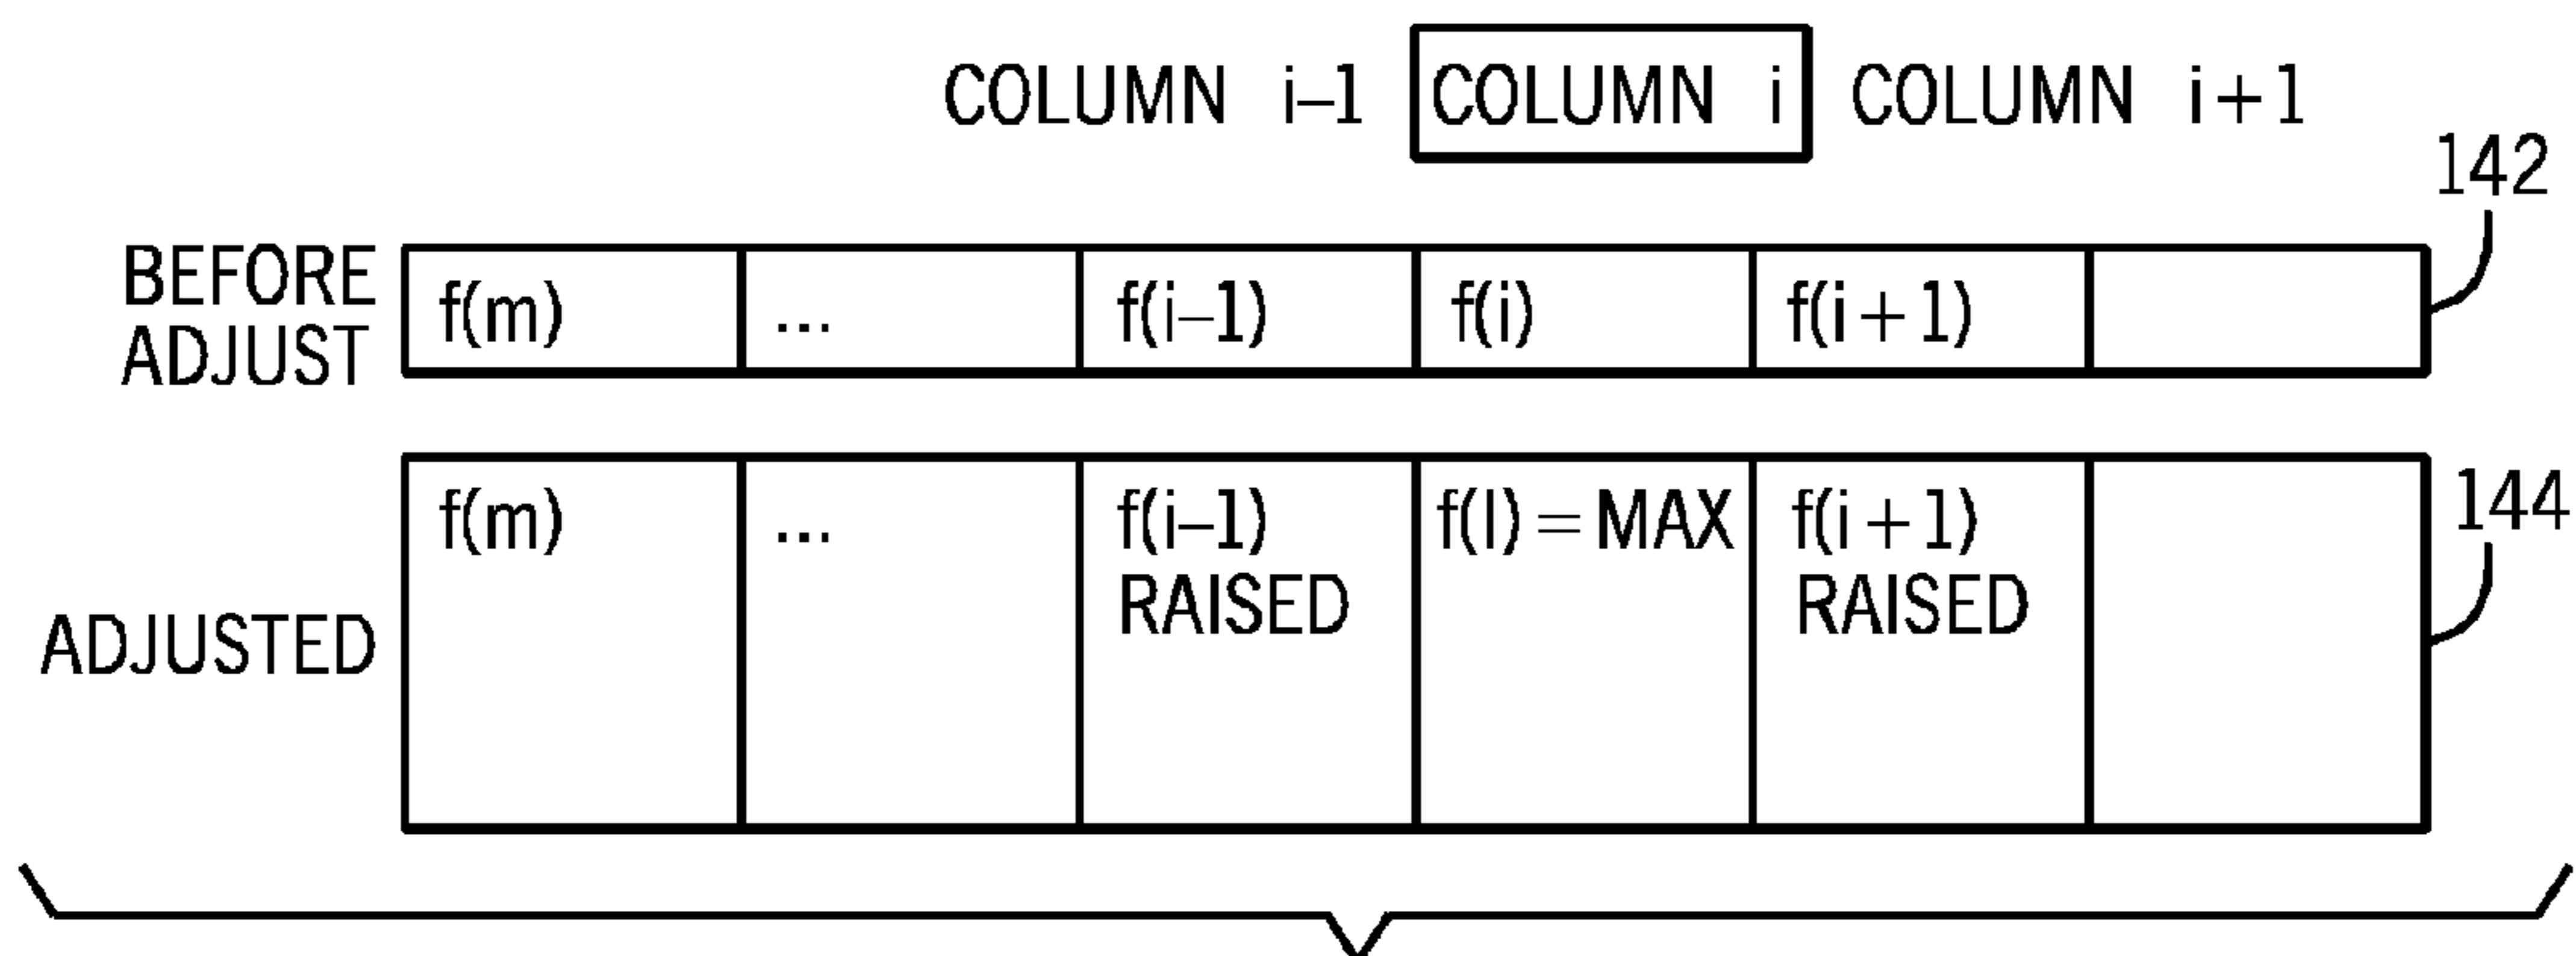 COLUMN i–1 COLUMN i COLUMN i+1
142
BEFORE ADJUST
f(m) ... f(i–1) f(i) f(i+1)
144
f(m) ... f(i–1) RAISED f(l)=MAX f(i+1) RAISED
ADJUSTED